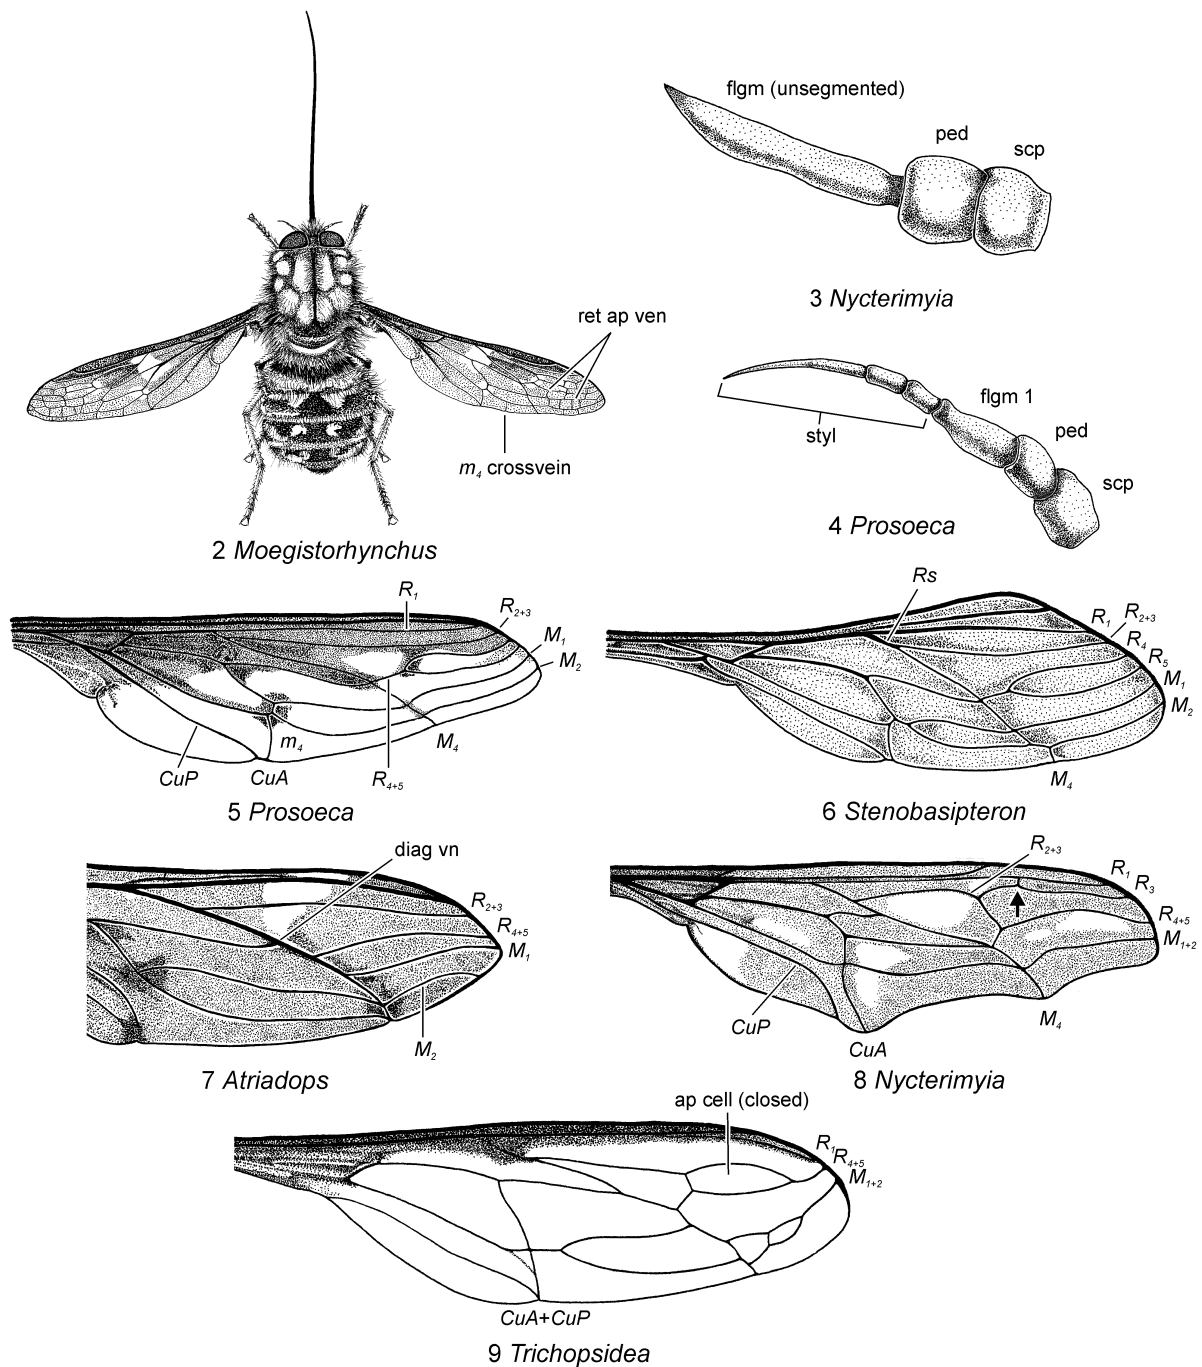 flgm (unsegmented)
ped
scp
3 Nycterimyia
ret ap ven
m4 crossvein
2 Moegistorhynchus
flgm 1
ped
styl
scp
4 Prosoeca
R1
R2+3
M1
M2
m4
M4
CuP
CuA
R4+5
5 Prosoeca
Rs
R1
R2+3
R4
R5
M1
M2
M4
6 Stenobasipteron
diag vn
R2+3
R4+5
M1
M2
7 Atriadops
R2+3
R1
R3
R4+5
M1+2
CuP
M4
CuA
8 Nycterimyia
ap cell (closed)
R1
R4+5
M1+2
CuA+CuP
9 Trichopsidea